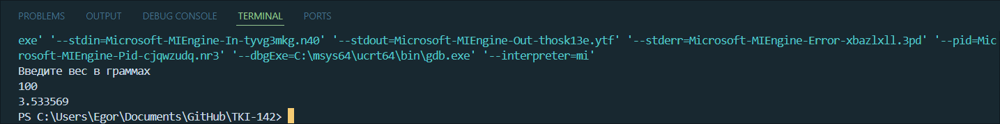 PROBLEMS OUTPUT DEBUG CONSOLE TERMINAL PORTS
exe' '--stdin=Microsoft-MIEngine-In-tyvg3mkg.n40' '--stdout=Microsoft-MIEngine-Out-thosk13e.ytf' '--stderr=Microsoft-MIEngine-Error-xbazlxll.3pd' '--pid=Mic
rosoft-MIEngine-Pid-cjqwzudq.nr3' '--dbgExe=C:\msys64\ucrt64\bin\gdb.exe' '--interpreter=mi'
Введите вес в граммах
100
3.533569
PS C:\Users\Egor\Documents\GitHub\TKI-142>